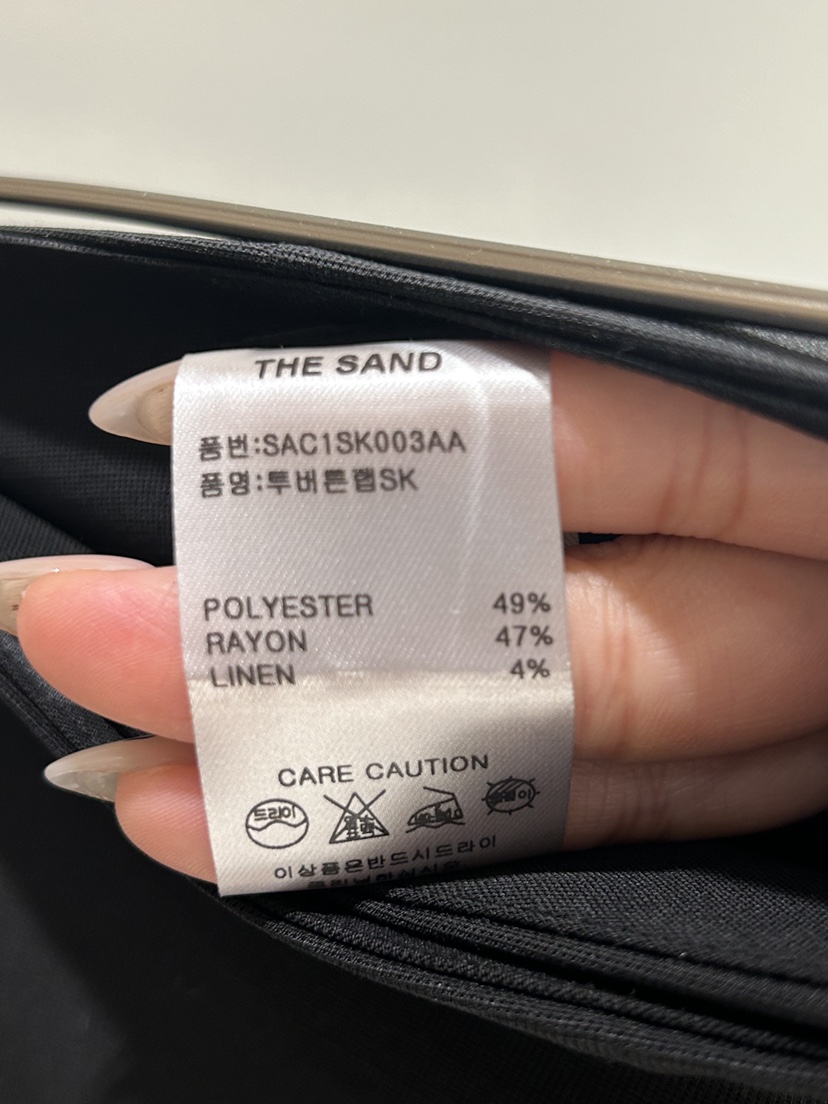 THE SAND
품번:SAC1SK003AA
품명:투버튼랩SK
POLYESTER 49%
RAYON 47%
LINEN 4%
CARE CAUTION
드라이
이상품은반드시드라이